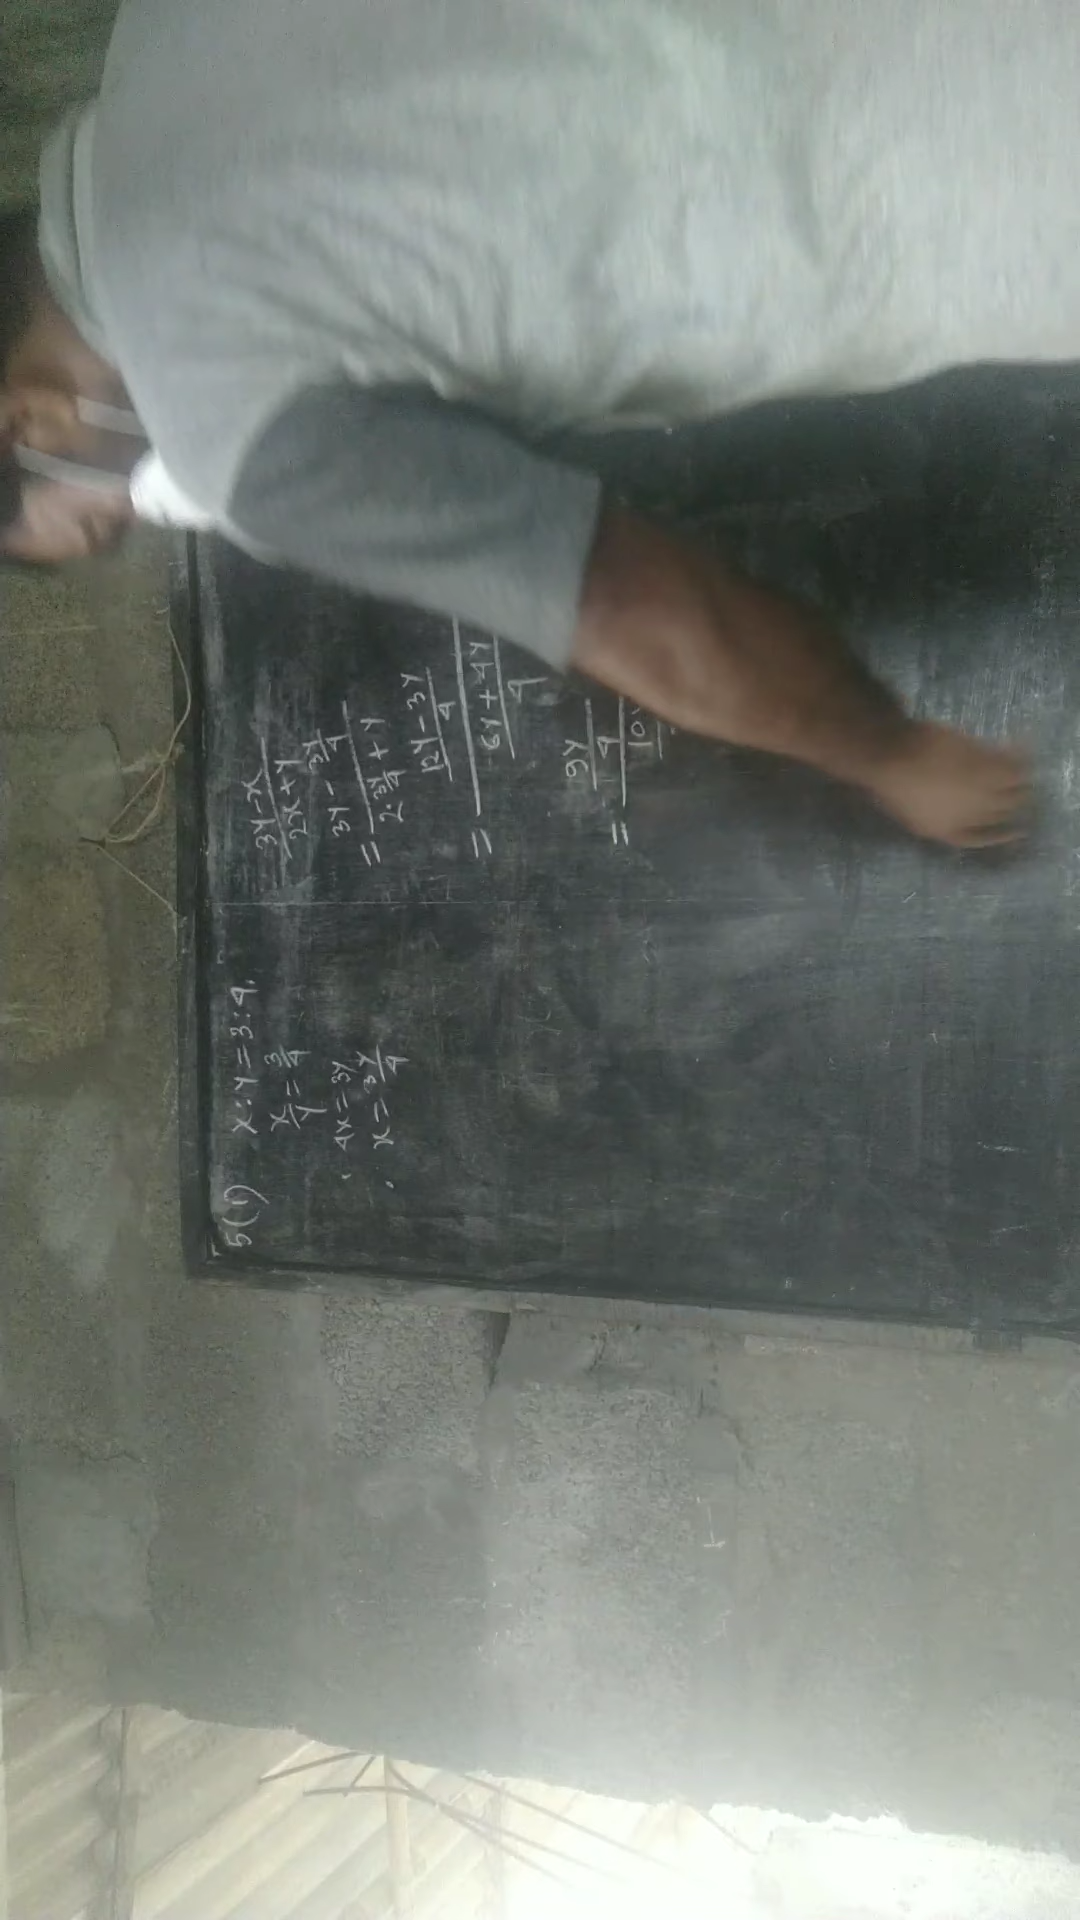 5(1) x:y = 3:4.
x/y = 3/4
4x = 3y
∴ x = 3y/4
3y-x
2x+y
3y - 3y/4
=
2·3y/4 + y
12y - 3y
4
=
6y + 4y
4
9y
4
=
10